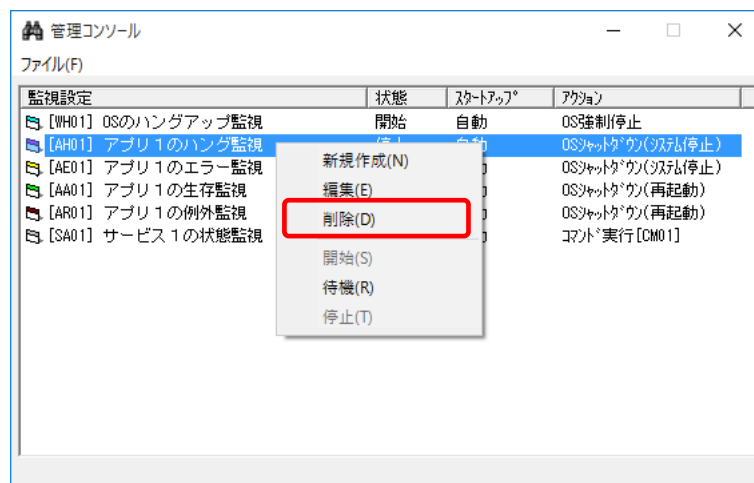 管理コンソール
ファイル(F)
監視設定 状態 ｽﾀｰﾄｱｯﾌﾟ ｱｸｼｮﾝ
[WH01] OSのハングアップ監視 開始 自動 OS強制停止
[AH01] アプリ１のハング監視 OSｼｬｯﾄﾀﾞｳﾝ(ｼｽﾃﾑ停止)
[AE01] アプリ１のエラー監視 OSｼｬｯﾄﾀﾞｳﾝ(ｼｽﾃﾑ停止)
[AA01] アプリ１の生存監視 OSｼｬｯﾄﾀﾞｳﾝ(再起動)
[AR01] アプリ１の例外監視 OSｼｬｯﾄﾀﾞｳﾝ(再起動)
[SA01] サービス１の状態監視 ｺﾏﾝﾄﾞ実行[CM01]
新規作成(N)
編集(E)
削除(D)
開始(S)
待機(R)
停止(T)